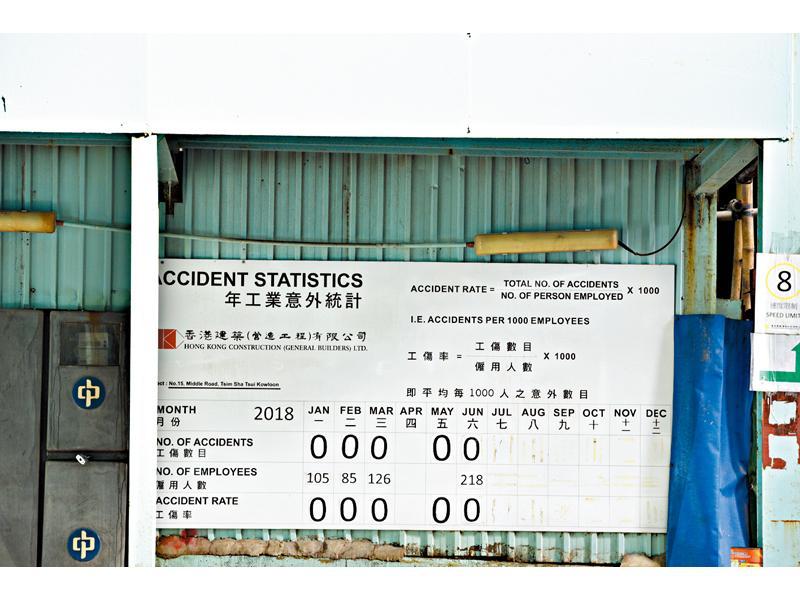 ACCIDENT STATISTICS
年工業意外統計
香港建築(營造工程)有限公司
HONG KONG CONSTRUCTION (GENERAL BUILDERS) LTD.
: No.15, Middle Road, Tsim Sha Tsui Kowloon
ACCIDENT RATE = TOTAL NO. OF ACCIDENTS
NO. OF PERSON EMPLOYED X 1000
I.E. ACCIDENTS PER 1000 EMPLOYEES
工傷率 = 工傷數目
僱用人數 X 1000
即平均每1000人之意外數目
MONTH 2018 JAN FEB MAR APR MAY JUN JUL AUG SEP OCT NOV DEC
月份 一 二 三 四 五 六 七 八 九 十 十一 十二
NO. OF ACCIDENTS 0 0 0 0 0
工傷數目
NO. OF EMPLOYEES 105 85 126 218
僱用人數
ACCIDENT RATE 0 0 0 0 0
工傷率
8
速度限制
SPEED LIMIT